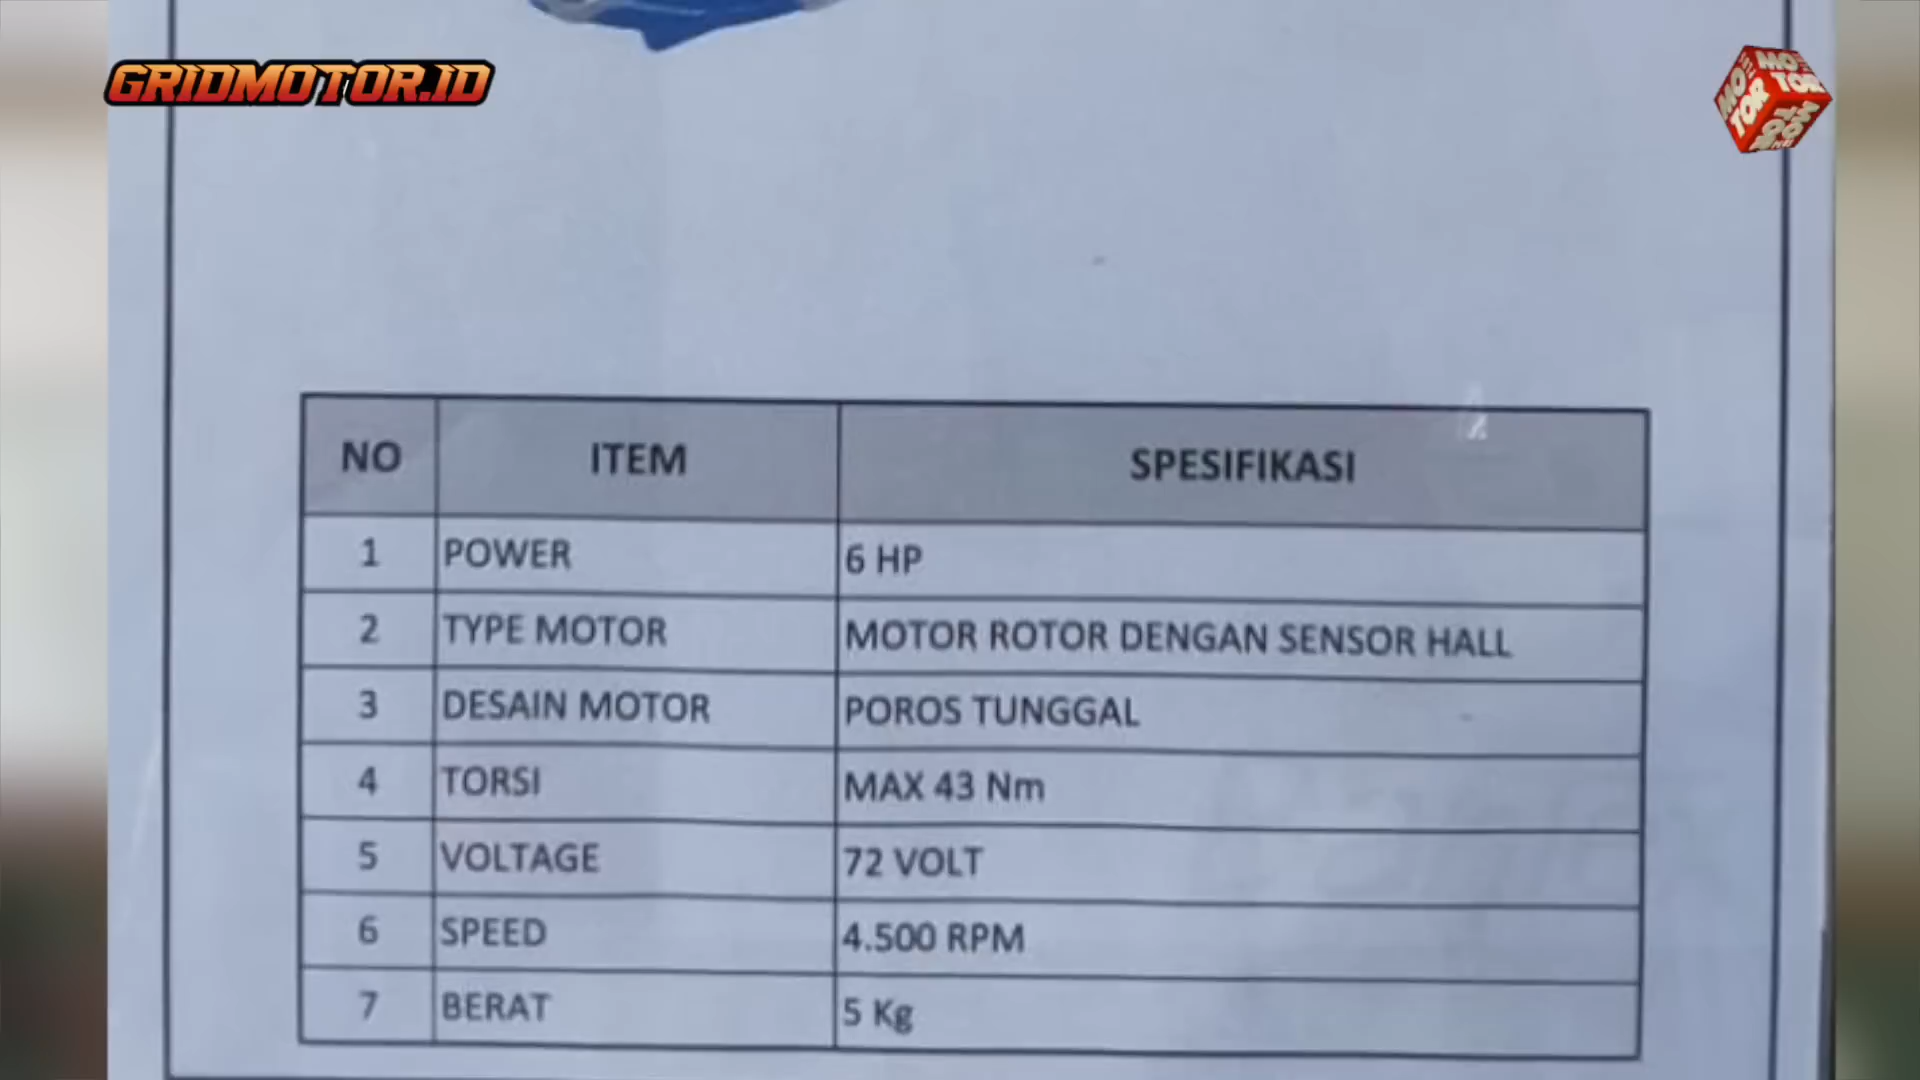 GRIDMOTOR.ID
MOTOR
MOTOR
NO ITEM SPESIFIKASI
1 POWER 6 HP
2 TYPE MOTOR MOTOR ROTOR DENGAN SENSOR HALL
3 DESAIN MOTOR POROS TUNGGAL
4 TORSI MAX 43 Nm
5 VOLTAGE 72 VOLT
6 SPEED 4.500 RPM
7 BERAT 5 Kg